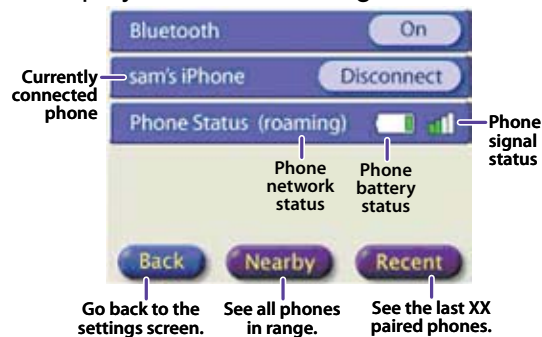 Bluetooth On
Currently connected phone
sam's iPhone Disconnect
Phone Status (roaming)
Phone signal status
Phone network status
Phone battery status
Back Nearby Recent
Go back to the settings screen.
See all phones in range.
See the last XX paired phones.